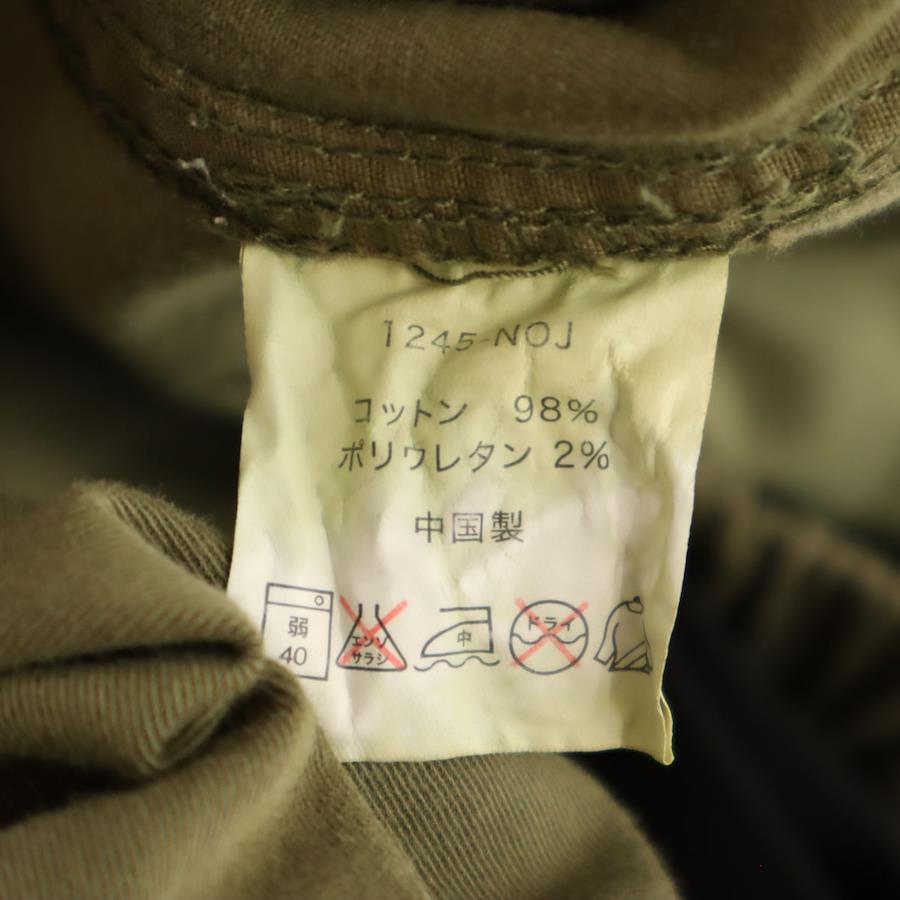 1245-NOJ
コットン 98%
ポリウレタン 2%
中国製
弱
40
エンソ
サラシ
中
ドライ